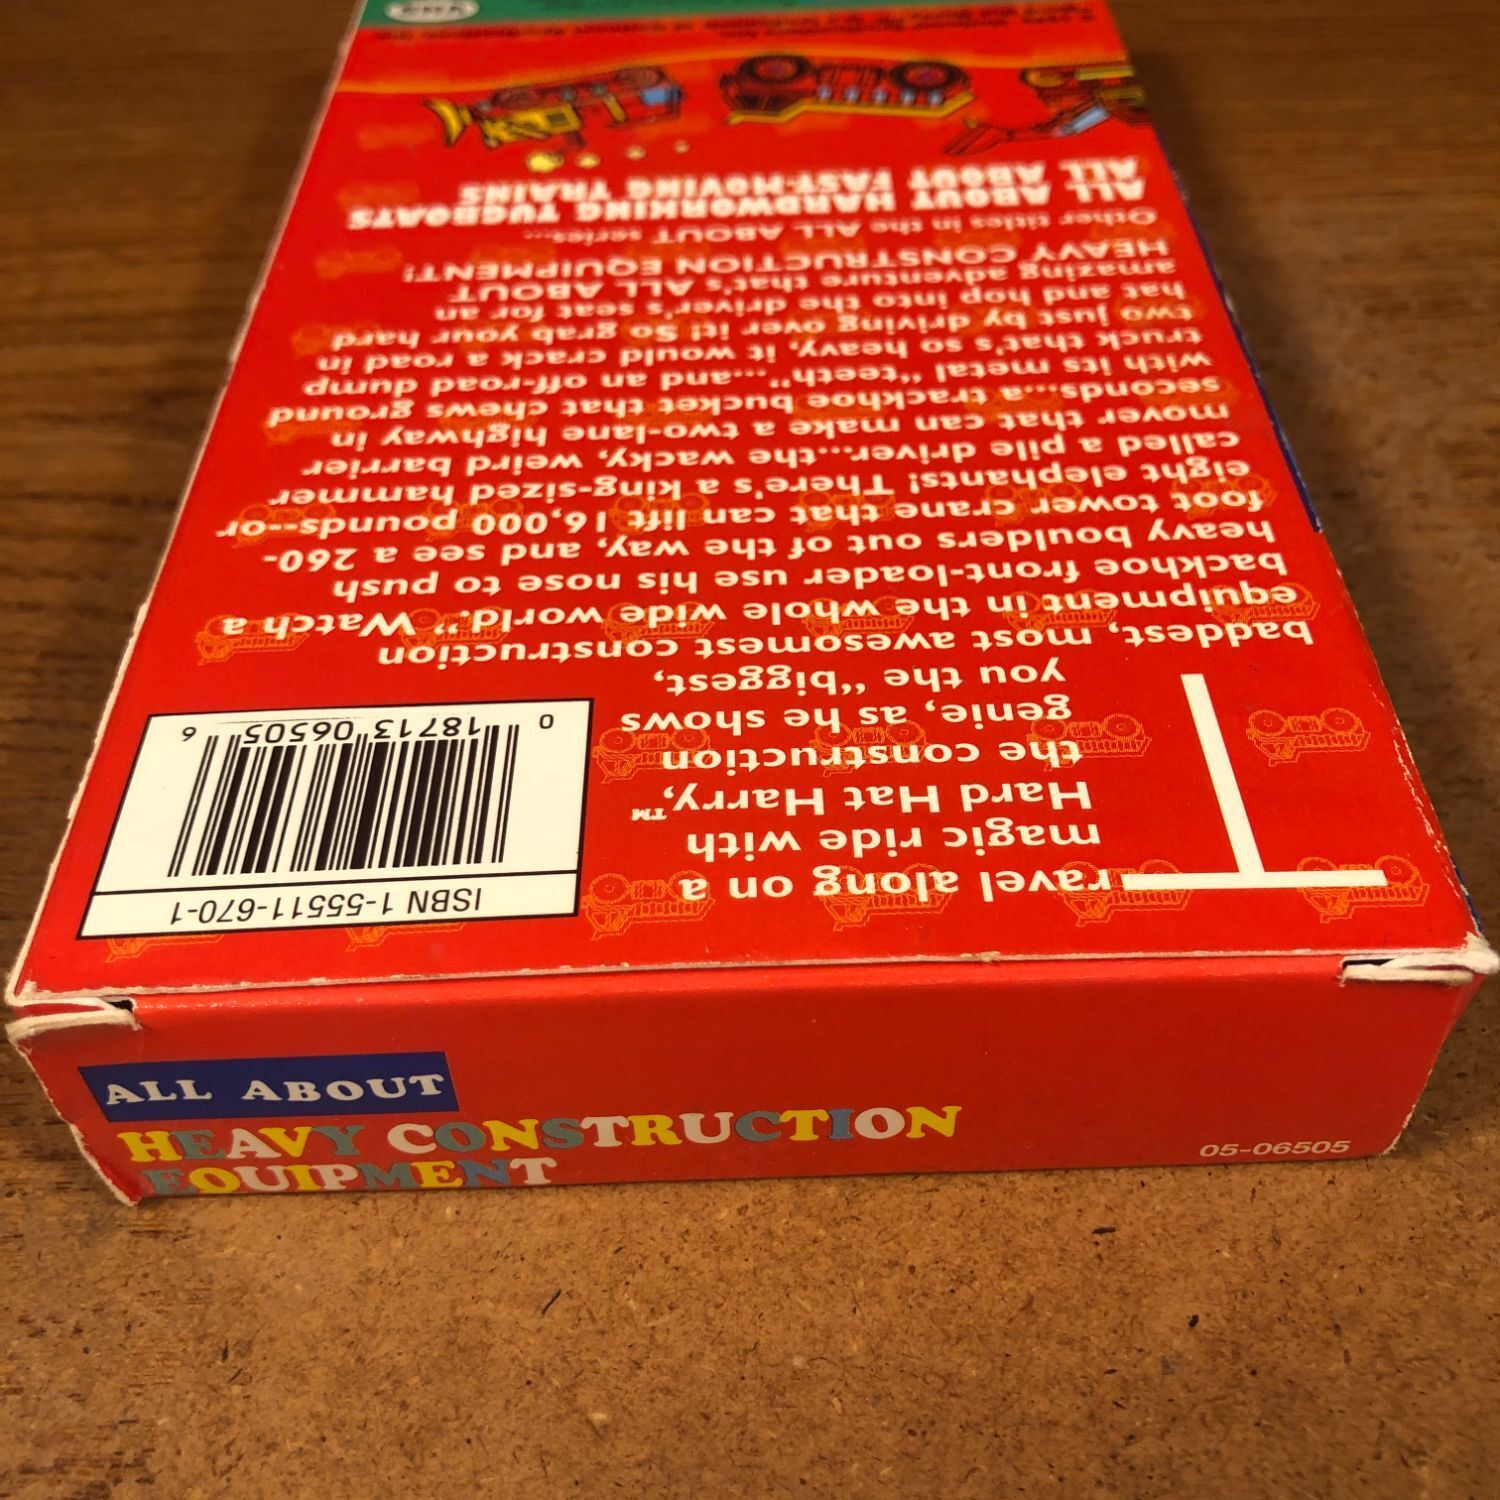 Travel along on a
magic ride with
Hard Hat Harry,™
the construction
genie, as he shows
you the "biggest,
baddest, most awesomest construction
equipment in the whole wide world." Watch a
backhoe front-loader use his nose to push
heavy boulders out of the way, and see a 260-
foot tower crane that can lift 16,000 pounds--or
eight elephants! There's a king-sized hammer
called a pile driver...the wacky, weird barrier
mover that can make a two-lane highway in
seconds...a trackhoe bucket that chews ground
with its metal "teeth"...and an off-road dump
truck that's so heavy, it would crack a road in
two just by driving over it! So grab your hard
hat and hop into the driver's seat for an
amazing adventure that's ALL ABOUT
HEAVY CONSTRUCTION EQUIPMENT!
Other titles in the ALL ABOUT series...
ALL ABOUT HARDWORKING TUGBOATS
ALL ABOUT FAST-MOVING TRAINS
VHS
ISBN 1-55511-670-1
0 18713 06505 6
ALL ABOUT
HEAVY CONSTRUCTION
EQUIPMENT
05-06505